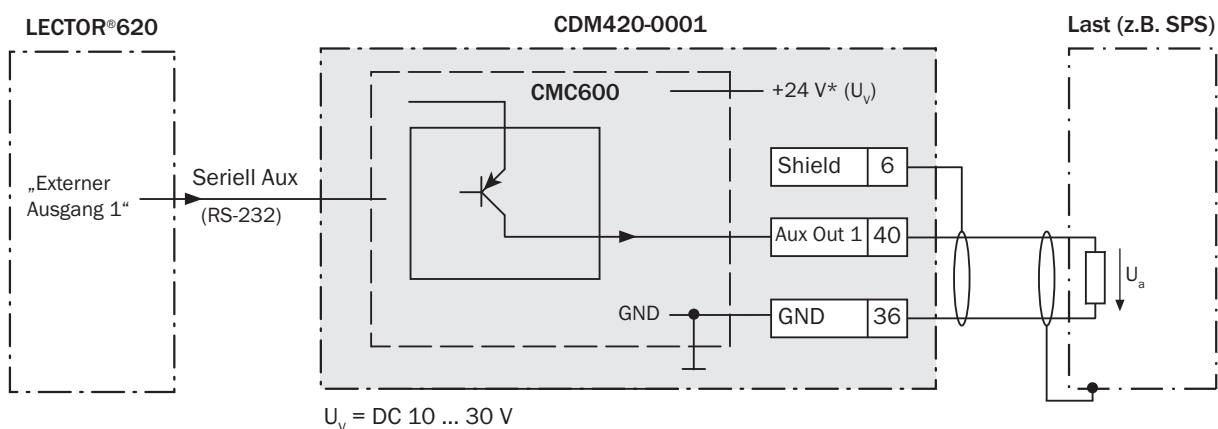 LECTOR®620
CDM420-0001
Last (z.B. SPS)
CMC600
+24 V* (Uv)
„Externer
Ausgang 1“
Seriell Aux
(RS-232)
Shield 6
Aux Out 1 40
Ua
GND
GND 36
Uv = DC 10 ... 30 V